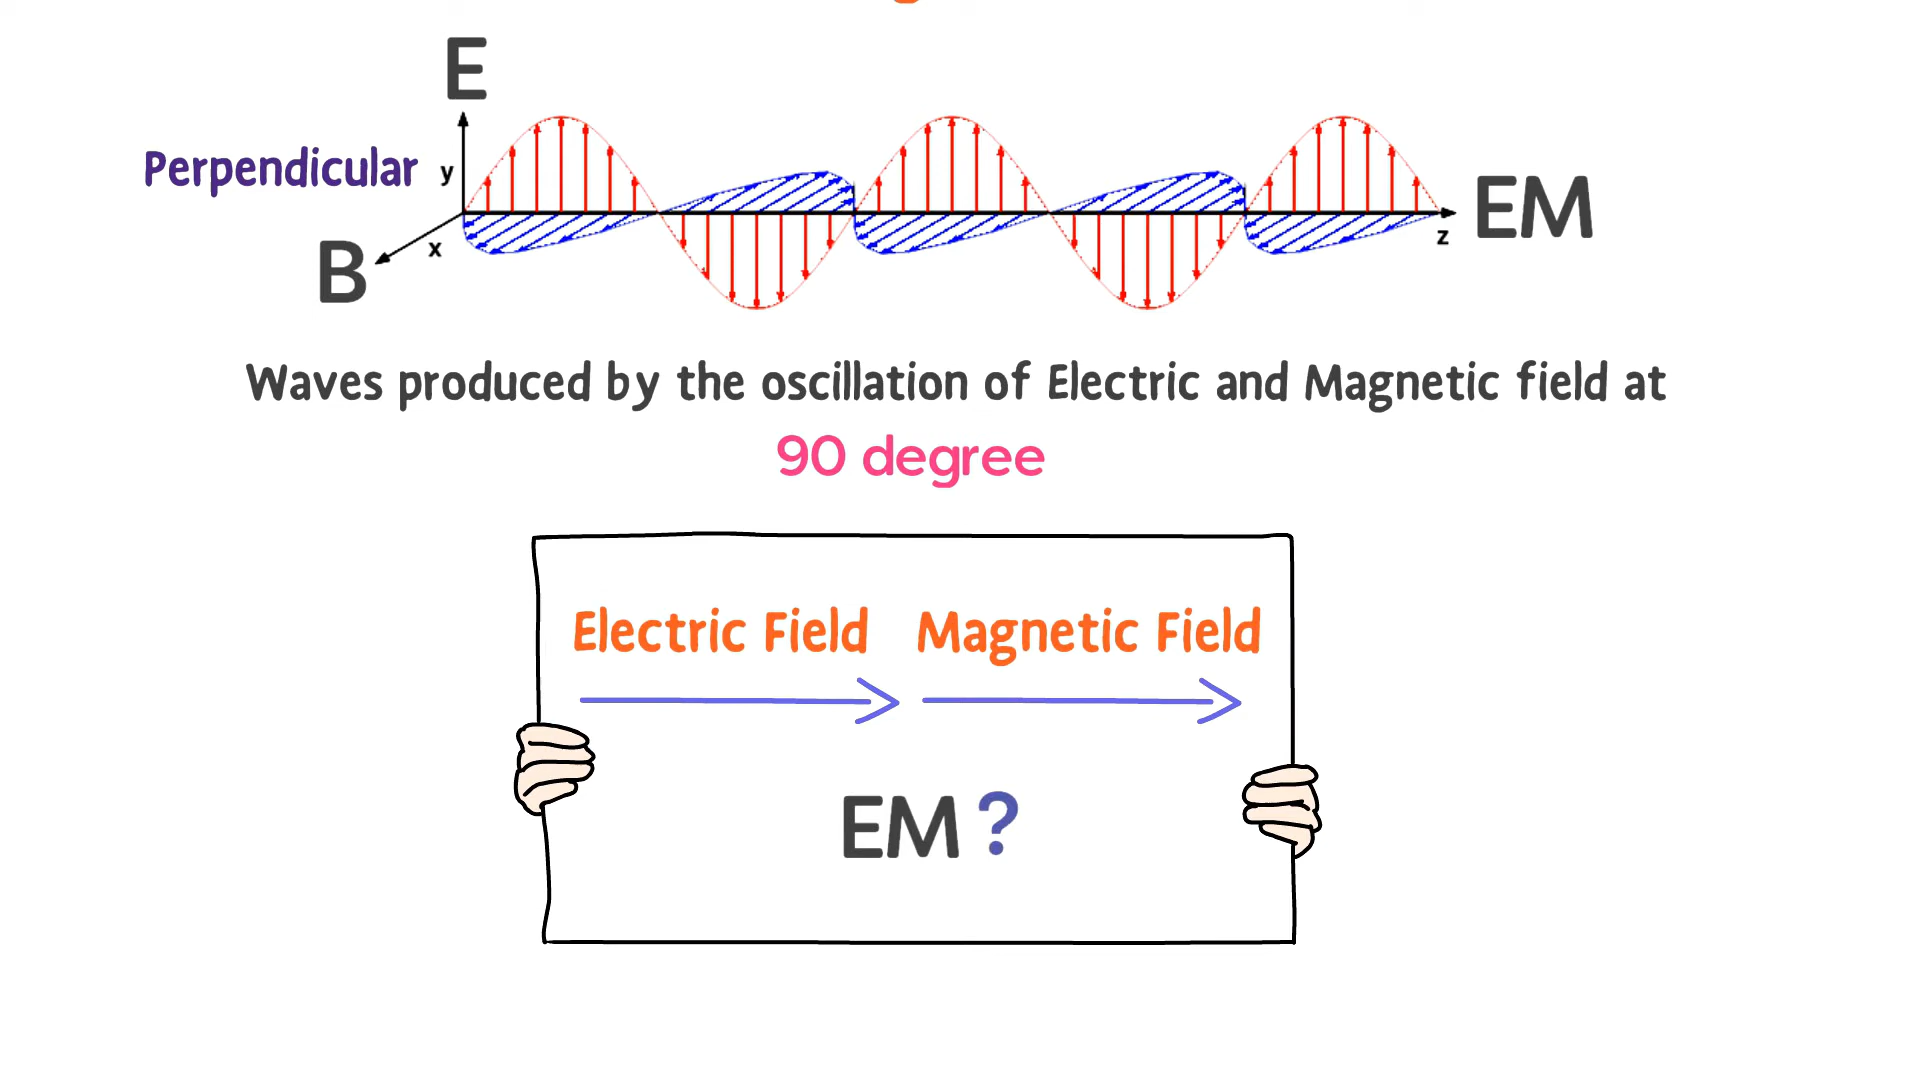 E
Perpendicular
y
EM
z
x
B
Waves produced by the oscillation of Electric and Magnetic field at
90 degree
Electric Field Magnetic Field
EM ?